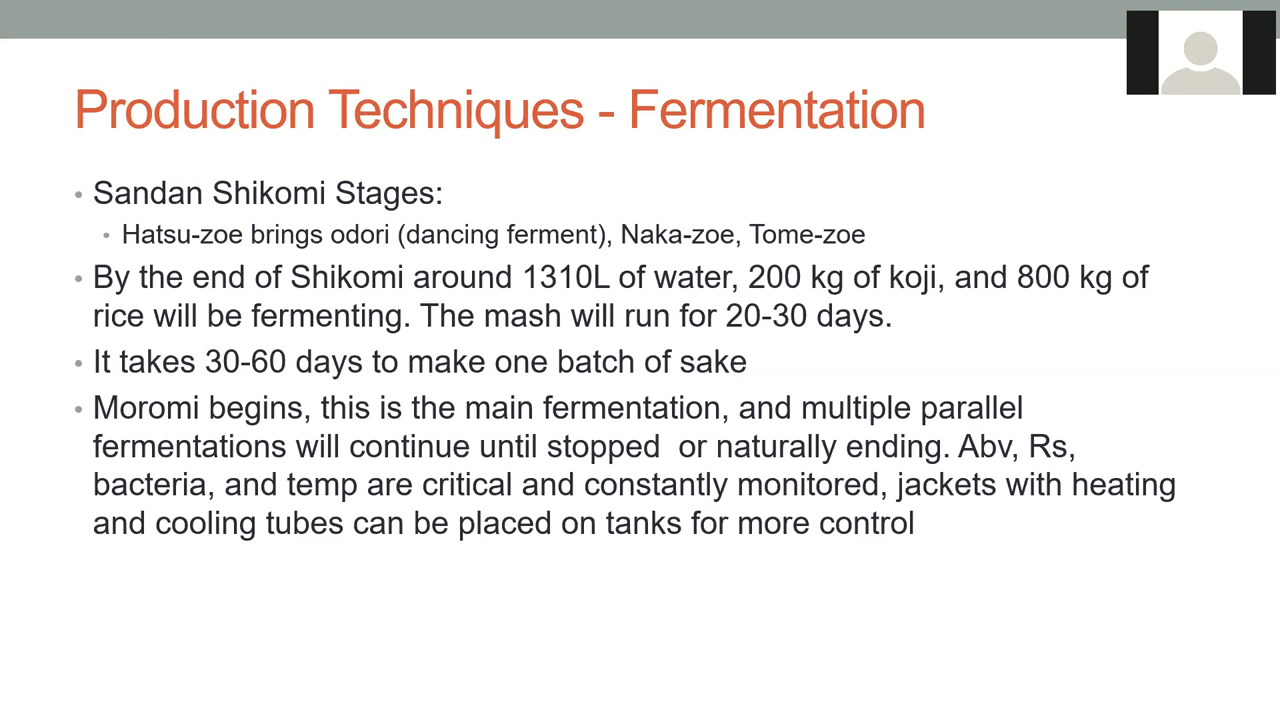 Production Techniques - Fermentation
• Sandan Shikomi Stages:
• Hatsu-zoe brings odori (dancing ferment), Naka-zoe, Tome-zoe
• By the end of Shikomi around 1310L of water, 200 kg of koji, and 800 kg of
rice will be fermenting. The mash will run for 20-30 days.
• It takes 30-60 days to make one batch of sake
• Moromi begins, this is the main fermentation, and multiple parallel
fermentations will continue until stopped  or naturally ending. Abv, Rs,
bacteria, and temp are critical and constantly monitored, jackets with heating
and cooling tubes can be placed on tanks for more control